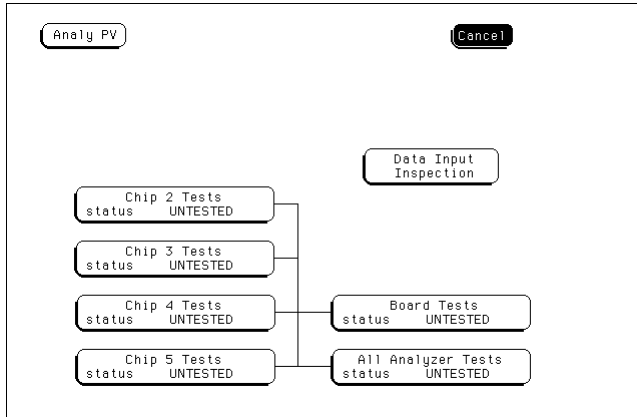 Analy PV
Cancel
Data Input
Inspection
Chip 2 Tests
status UNTESTED
Chip 3 Tests
status UNTESTED
Chip 4 Tests
status UNTESTED
Board Tests
status UNTESTED
Chip 5 Tests
status UNTESTED
All Analyzer Tests
status UNTESTED